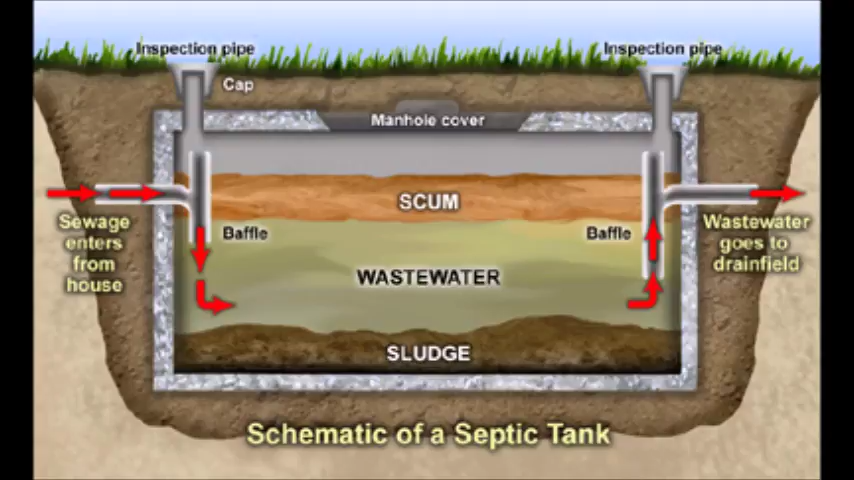 Inspection pipe
Inspection pipe
Cap
Manhole cover
SCUM
Sewage
enters
from
house
Baffle
Baffle
Wastewater
goes to
drainfield
WASTEWATER
SLUDGE
Schematic of a Septic Tank